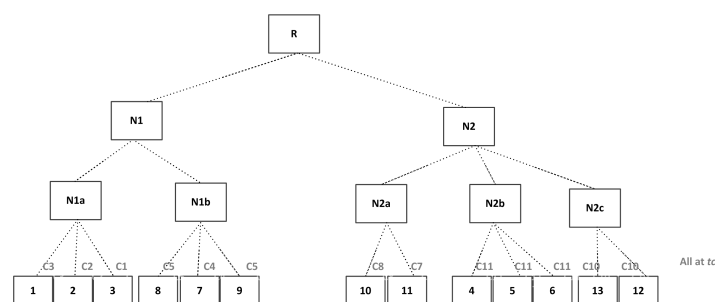 R
N1 N2
N1a N1b N2a N2b N2c
C3 C2 C1 C5 C4 C5 C8 C7 C11 C11 C11 C10 C10 All at tc
1 2 3 8 7 9 10 11 4 5 6 13 12